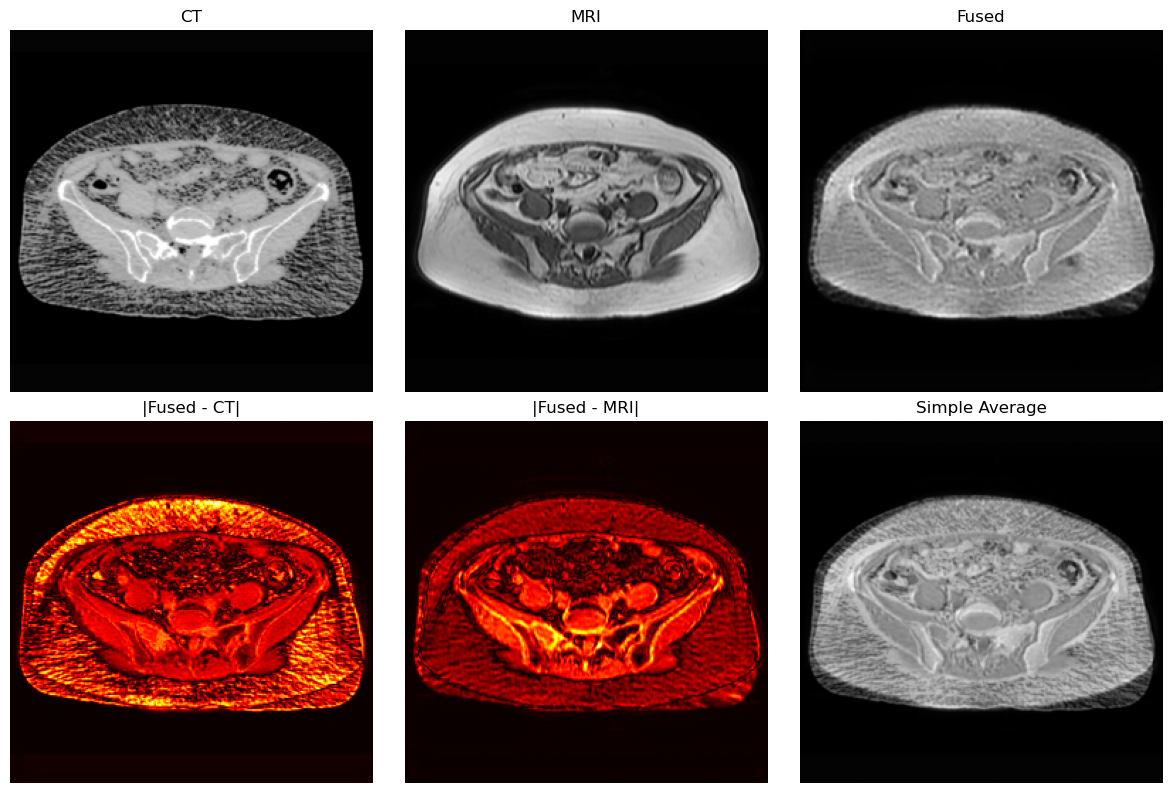 CT
MRI
Fused
|Fused - CT|
|Fused - MRI|
Simple Average